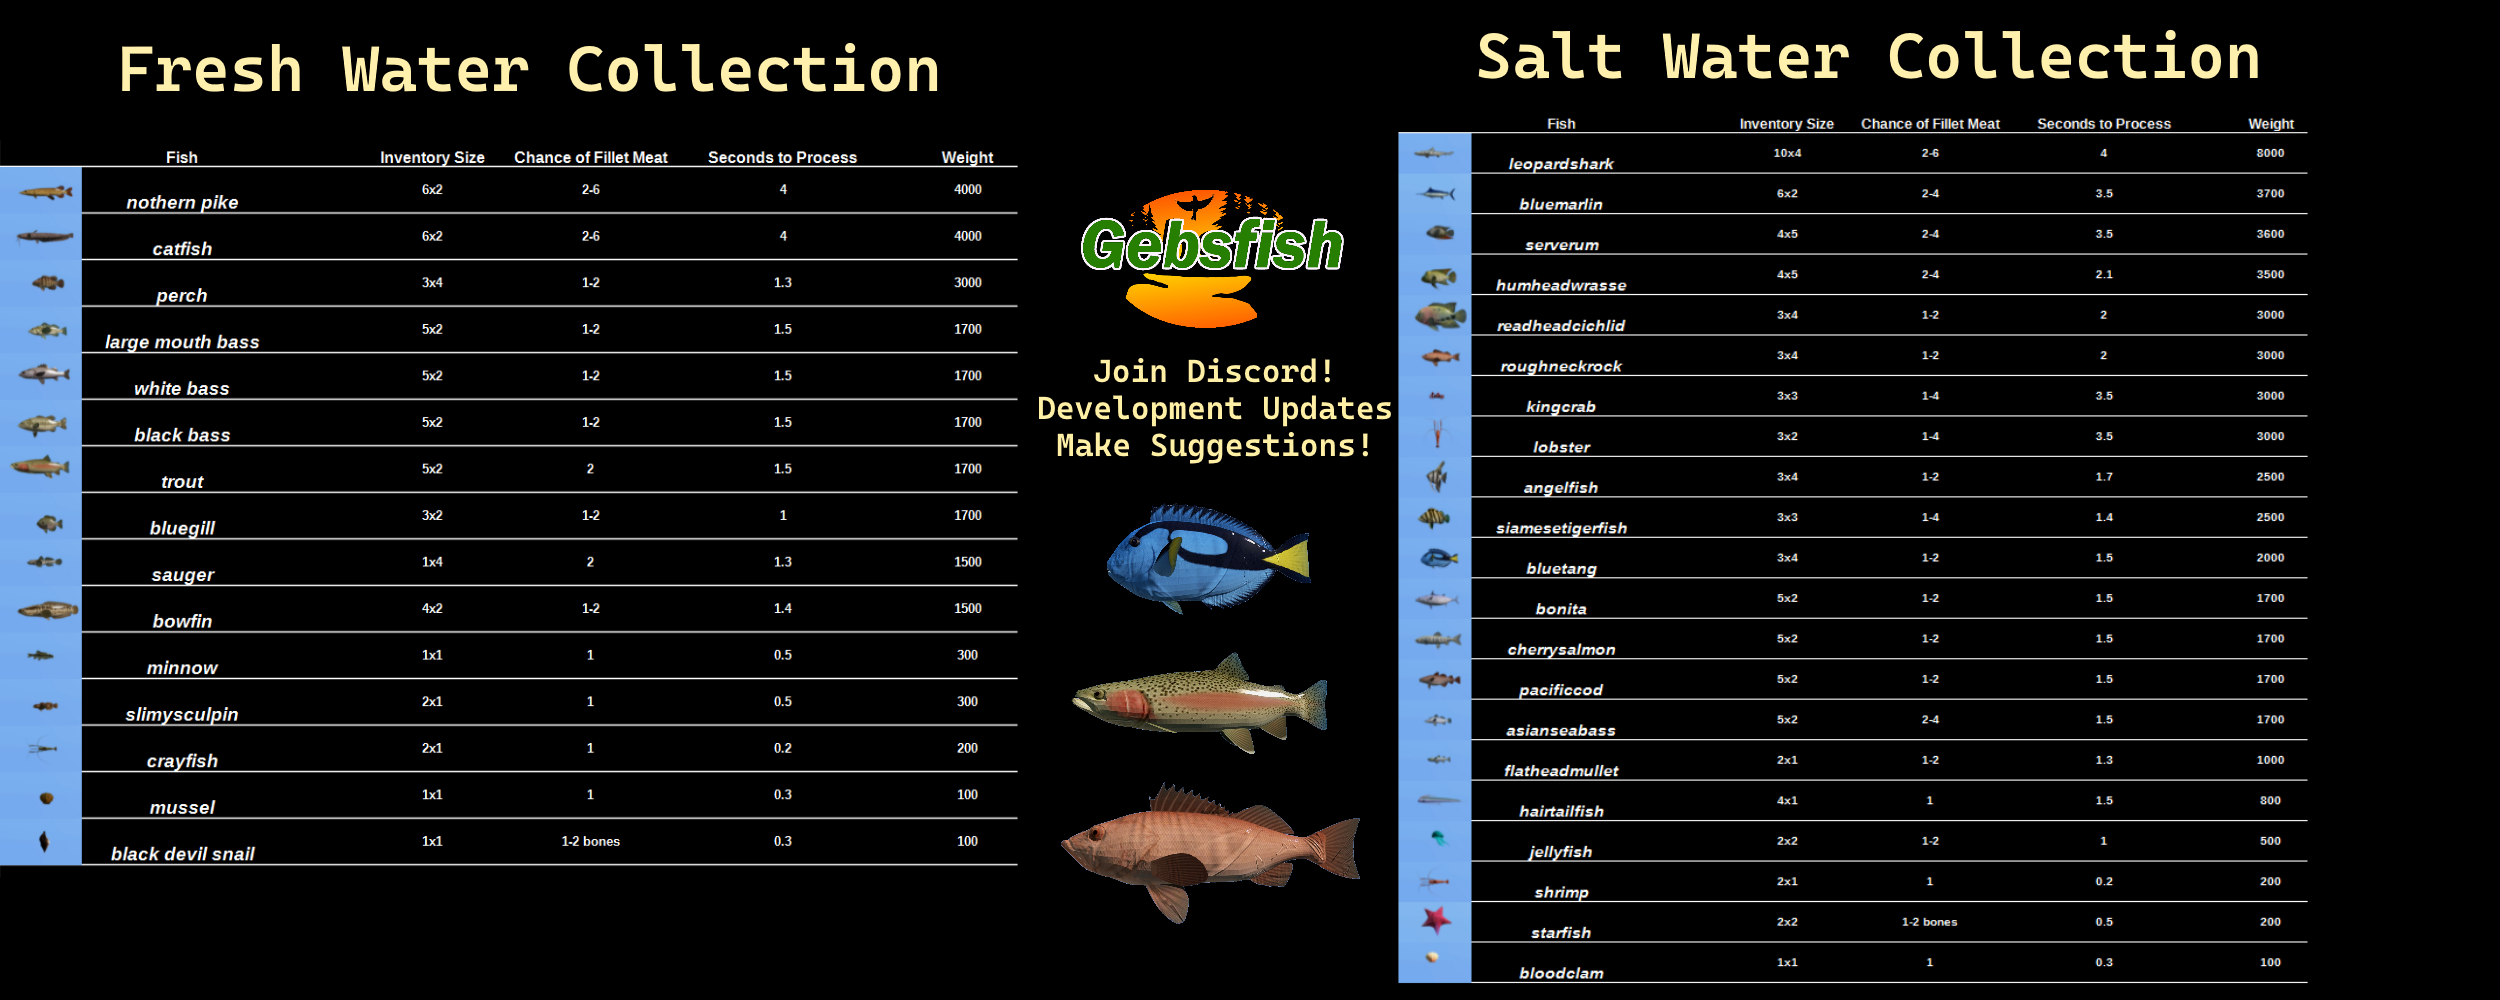 Fresh Water Collection
Fish Inventory Size Chance of Fillet Meat Seconds to Process Weight
nothern pike 6x2 2-6 4 4000
catfish 6x2 2-6 4 4000
perch 3x4 1-2 1.3 3000
large mouth bass 5x2 1-2 1.5 1700
white bass 5x2 1-2 1.5 1700
black bass 5x2 1-2 1.5 1700
trout 5x2 2 1.5 1700
bluegill 3x2 1-2 1 1700
sauger 1x4 2 1.3 1500
bowfin 4x2 1-2 1.4 1500
minnow 1x1 1 0.5 300
slimysculpin 2x1 1 0.5 300
crayfish 2x1 1 0.2 200
mussel 1x1 1 0.3 100
black devil snail 1x1 1-2 bones 0.3 100
Gebsfish
Join Discord!
Development Updates
Make Suggestions!
Salt Water Collection
Fish Inventory Size Chance of Fillet Meat Seconds to Process Weight
leopardshark 10x4 2-6 4 8000
bluemarlin 6x2 2-4 3.5 3700
serverum 4x5 2-4 3.5 3600
humheadwrasse 4x5 2-4 2.1 3500
readheadcichlid 3x4 1-2 2 3000
roughneckrock 3x4 1-2 2 3000
kingcrab 3x3 1-4 3.5 3000
lobster 3x2 1-4 3.5 3000
angelfish 3x4 1-2 1.7 2500
siamesetigerfish 3x3 1-4 1.4 2500
bluetang 3x4 1-2 1.5 2000
bonita 5x2 1-2 1.5 1700
cherrysalmon 5x2 1-2 1.5 1700
pacificcod 5x2 1-2 1.5 1700
asianseabass 5x2 2-4 1.5 1700
flatheadmullet 2x1 1-2 1.3 1000
hairtailfish 4x1 1 1.5 800
jellyfish 2x2 1-2 1 500
shrimp 2x1 1 0.2 200
starfish 2x2 1-2 bones 0.5 200
bloodclam 1x1 1 0.3 100